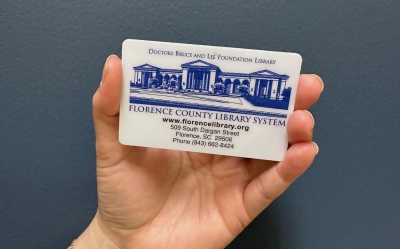 Doctors Bruce and Lee Foundation Library
Florence County Library System
www.florencelibrary.org
509 South Dargan Street
Florence, SC 29506
Phone (843) 662-8424